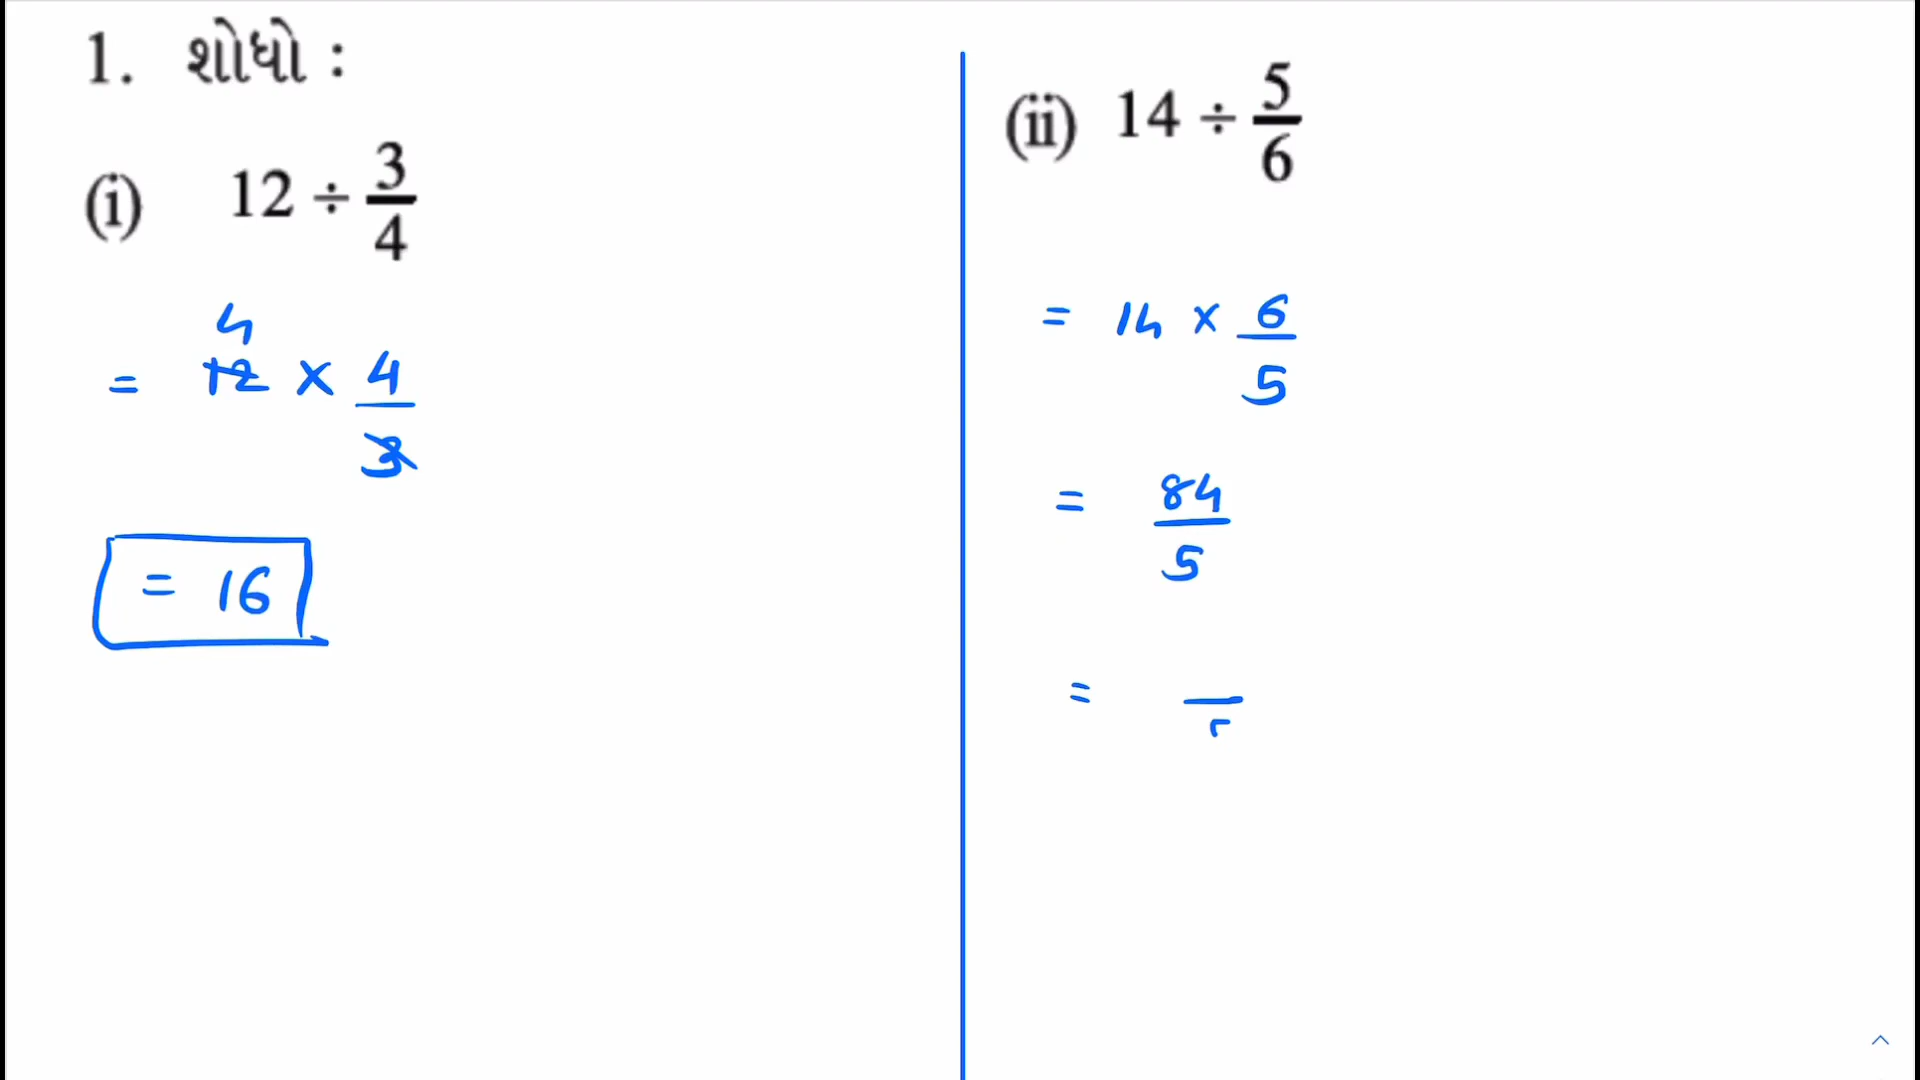 1. શોધો :
(i) 12 ÷ 3/4
4
= 12 × 4/3
= 16
(ii) 14 ÷ 5/6
= 14 × 6/5
= 84/5
=